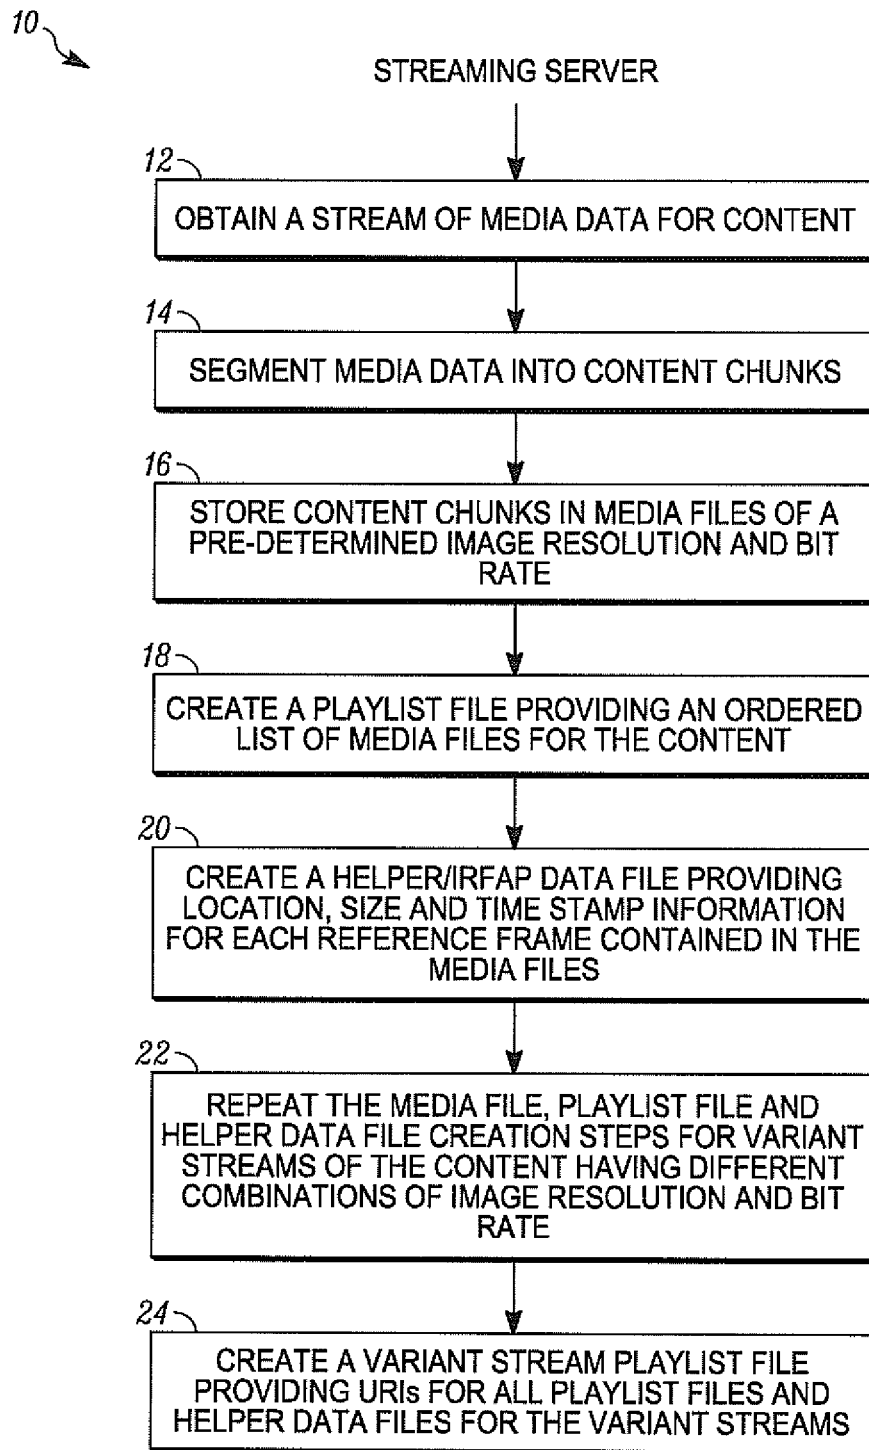 10
STREAMING SERVER
12
OBTAIN A STREAM OF MEDIA DATA FOR CONTENT
14
SEGMENT MEDIA DATA INTO CONTENT CHUNKS
16
STORE CONTENT CHUNKS IN MEDIA FILES OF A
PRE-DETERMINED IMAGE RESOLUTION AND BIT
RATE
18
CREATE A PLAYLIST FILE PROVIDING AN ORDERED
LIST OF MEDIA FILES FOR THE CONTENT
20
CREATE A HELPER/IRFAP DATA FILE PROVIDING
LOCATION, SIZE AND TIME STAMP INFORMATION
FOR EACH REFERENCE FRAME CONTAINED IN THE
MEDIA FILES
22
REPEAT THE MEDIA FILE, PLAYLIST FILE AND
HELPER DATA FILE CREATION STEPS FOR VARIANT
STREAMS OF THE CONTENT HAVING DIFFERENT
COMBINATIONS OF IMAGE RESOLUTION AND BIT
RATE
24
CREATE A VARIANT STREAM PLAYLIST FILE
PROVIDING URIs FOR ALL PLAYLIST FILES AND
HELPER DATA FILES FOR THE VARIANT STREAMS